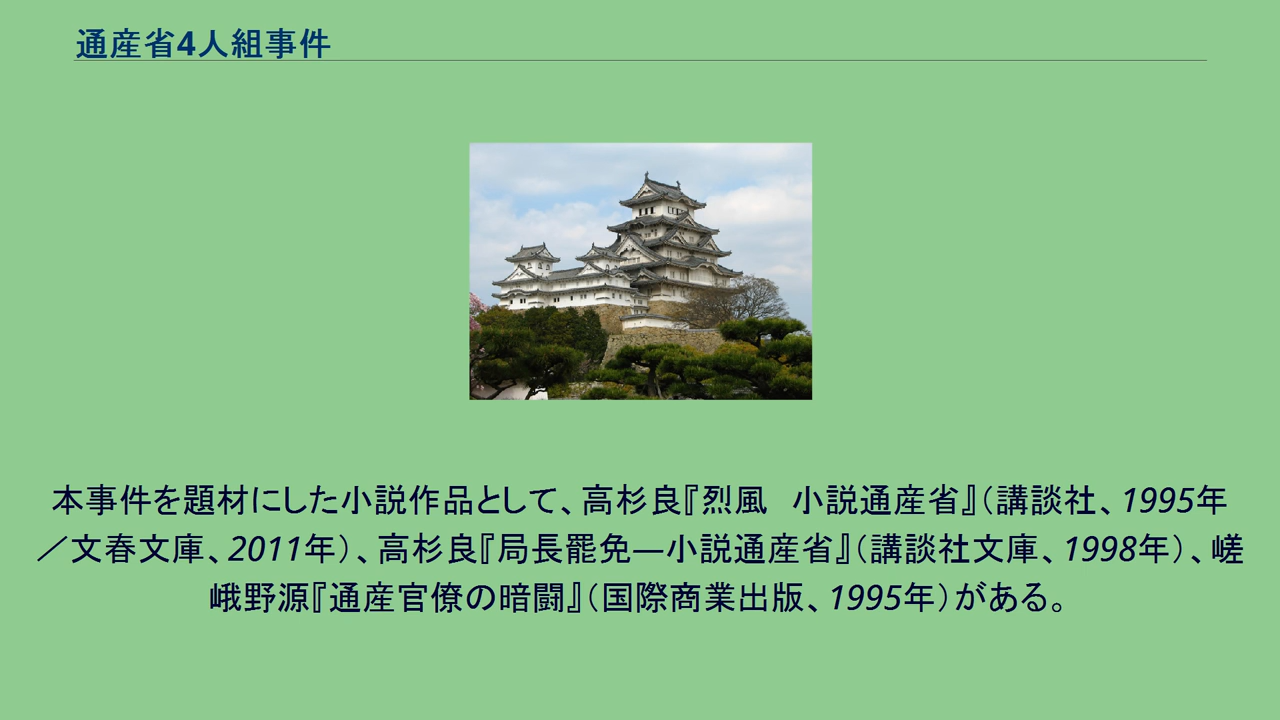 通産省4人組事件
本事件を題材にした小説作品として、高杉良『烈風　小説通産省』（講談社、1995年
／文春文庫、2011年）、高杉良『局長罷免―小説通産省』（講談社文庫、1998年）、嵯
峨野源『通産官僚の暗闘』（国際商業出版、1995年）がある。